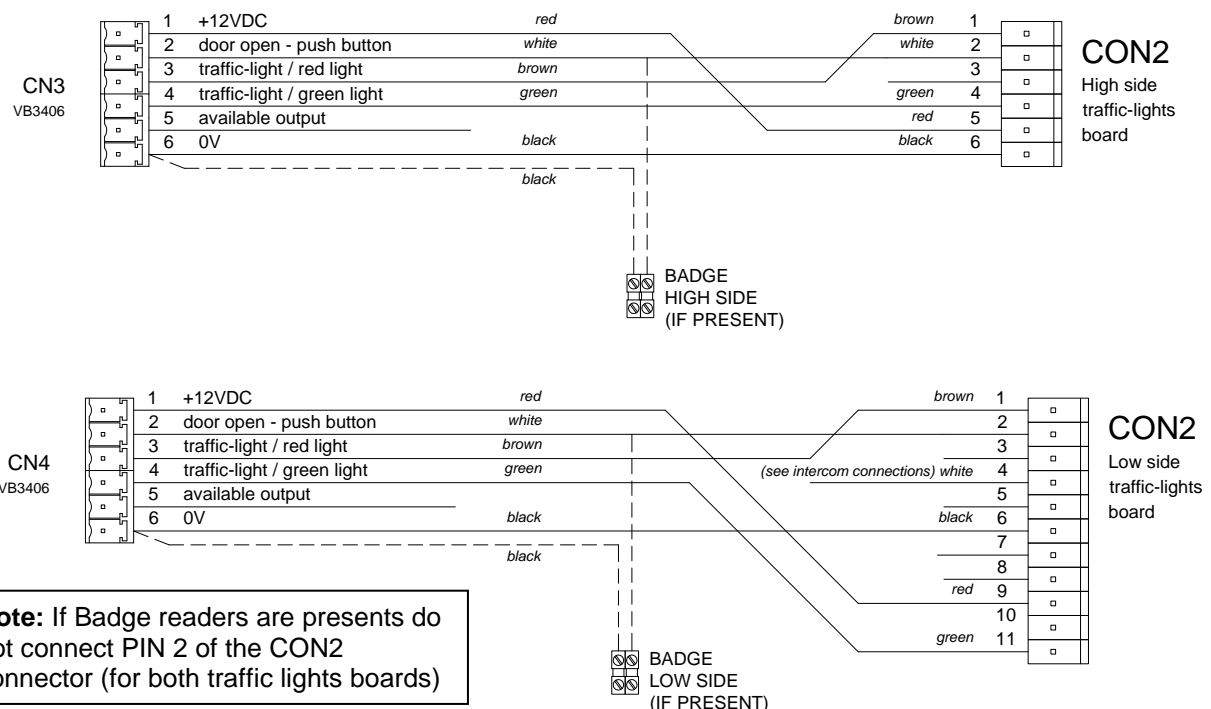 1 +12VDC red brown 1
2 door open - push button white white 2
3 traffic-light / red light brown 3
4 traffic-light / green light green green 4
5 available output red 5
6 0V black black 6
black
CN3
VB3406
CON2
High side
traffic-lights
board
BADGE
HIGH SIDE
(IF PRESENT)
1 +12VDC red brown 1
2 door open - push button white 2
3 traffic-light / red light brown 3
4 traffic-light / green light green (see intercom connections) white 4
5 available output 5
6 0V black black 6
black
7
8
red 9
10
green 11
CN4
VB3406
CON2
Low side
traffic-lights
board
BADGE
LOW SIDE
(IF PRESENT)
ote: If Badge readers are presents do
ot connect PIN 2 of the CON2
onnector (for both traffic lights boards)